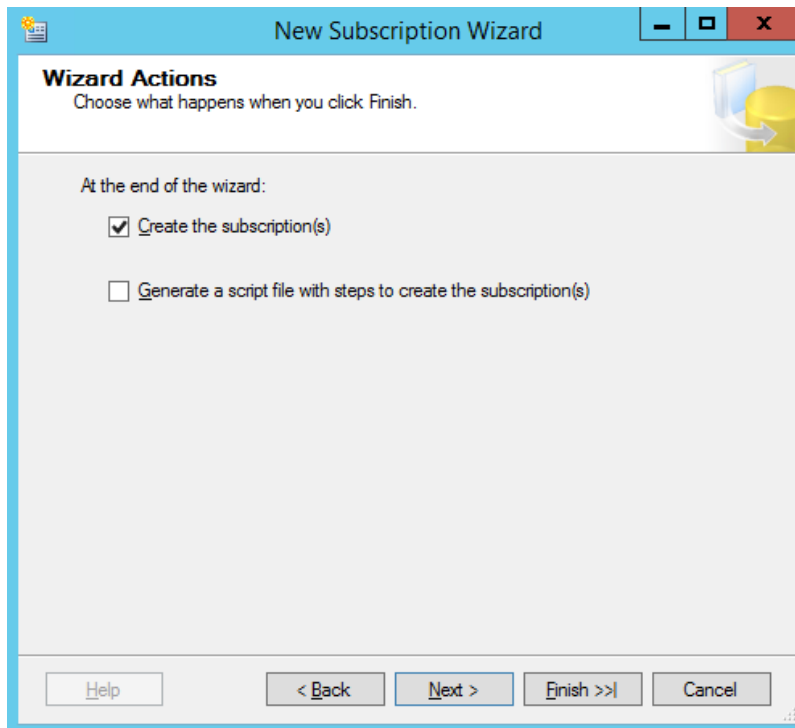 New Subscription Wizard
Wizard Actions
Choose what happens when you click Finish.
At the end of the wizard:
Create the subscription(s)
Generate a script file with steps to create the subscription(s)
Help
< Back
Next >
Finish >>|
Cancel